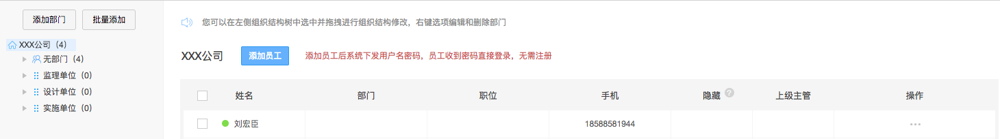 添加部门 批量添加
您可以在左侧组织结构树中选中并拖拽进行组织结构修改，右键选项编辑和删除部门
XXX公司（4）
无部门（4）
监理单位（0）
设计单位（0）
实施单位（0）
XXX公司 添加员工 添加员工后系统下发用户名密码，员工收到密码直接登录，无需注册
姓名 部门 职位 手机 隐藏 ? 上级主管 操作
刘宏臣 18588581944 •••